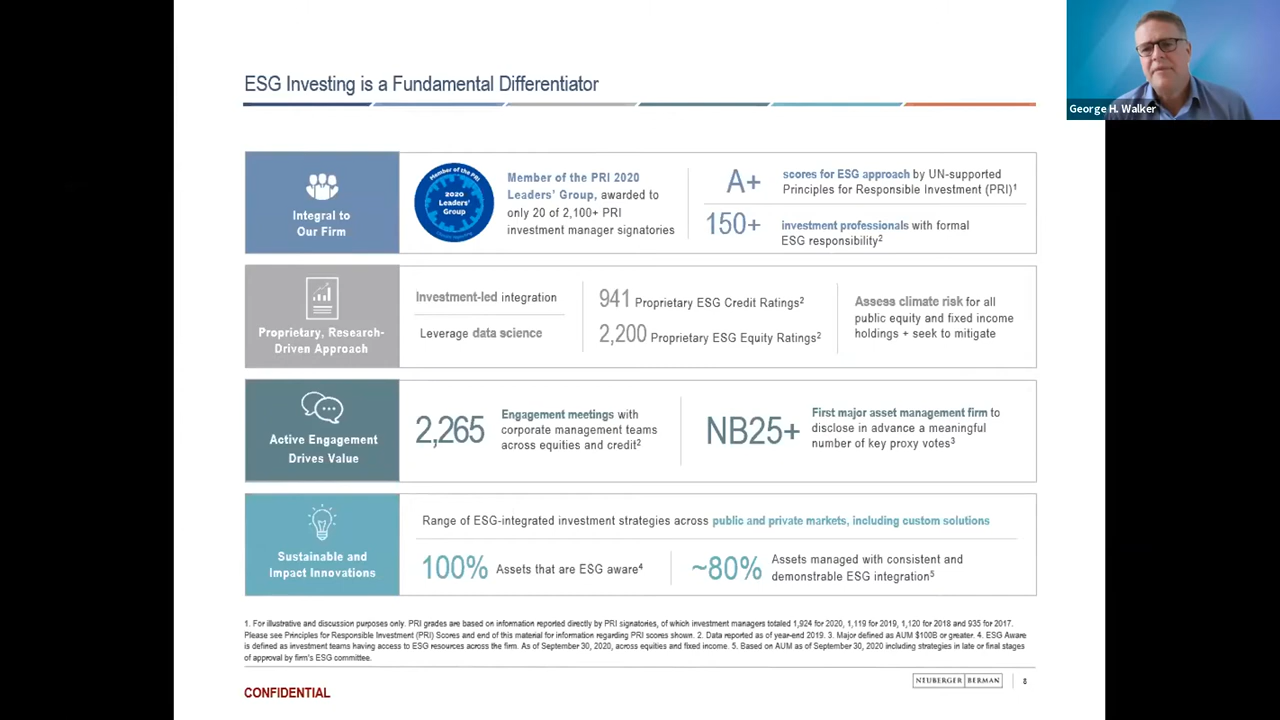 ESG Investing is a Fundamental Differentiator
George H. Walker
Integral to
Our Firm
Member of the PRI
2020
Leaders'
Group
Member of the PRI 2020
Leaders' Group, awarded to
only 20 of 2,100+ PRI
investment manager signatories
A+
scores for ESG approach by UN-supported
Principles for Responsible Investment (PRI)¹
150+
investment professionals with formal
ESG responsibility²
Proprietary, Research-
Driven Approach
Investment-led integration
Leverage data science
941 Proprietary ESG Credit Ratings²
2,200 Proprietary ESG Equity Ratings²
Assess climate risk for all
public equity and fixed income
holdings + seek to mitigate
Active Engagement
Drives Value
2,265
Engagement meetings with
corporate management teams
across equities and credit²
NB25+
First major asset management firm to
disclose in advance a meaningful
number of key proxy votes³
Sustainable and
Impact Innovations
Range of ESG-integrated investment strategies across public and private markets, including custom solutions
100% Assets that are ESG aware⁴
~80%
Assets managed with consistent and
demonstrable ESG integration⁵
1. For illustrative and discussion purposes only. PRI grades are based on information reported directly by PRI signatories, of which investment managers totaled 1,924 for 2020, 1,119 for 2019, 1,120 for 2018 and 935 for 2017.
Please see Principles for Responsible Investment (PRI) Scores and end of this material for information regarding PRI scores shown. 2. Data reported as of year-end 2019. 3. Major defined as AUM $100B or greater. 4. ESG Aware
is defined as investment teams having access to ESG resources across the firm. As of September 30, 2020, across equities and fixed income. 5. Based on AUM as of September 30, 2020 including strategies in late or final stages
of approval by firm's ESG committee.
CONFIDENTIAL
NEUBERGER BERMAN
8